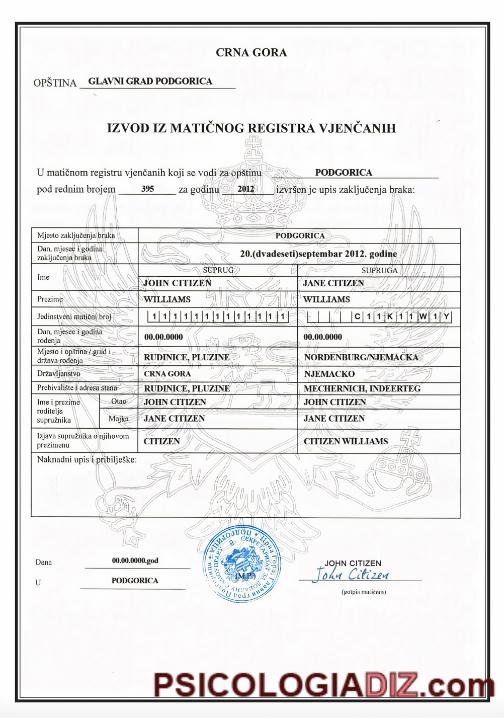 CRNA GORA
OPŠTINA GLAVNI GRAD PODGORICA
IZVOD IZ MATIČNOG REGISTRA VJENČANIH
U matičnom registru vjenčanih koji se vodi za opštinu PODGORICA
pod rednim brojem 395 za godinu 2012 izvršen je upis zaključenja braka:
Mjesto zaključenja braka PODGORICA
Dan, mjesec i godina
zaključenja braka 20.(dvadeseti)septembar 2012. godine
SUPRUG SUPRUGA
Ime JOHN CITIZEN JANE CITIZEN
Prezime WILLIAMS WILLIAMS
Jedinstveni matični broj 1 1 1 1 1 1 1 1 1 1 1 1 1 C 1 1 K 1 1 W 1 Y
Dan, mjesec i godina
rođenja 00.00.0000 00.00.0000
Mjesto i opština / grad i
država rođenja RUDINICE, PLUZINE NORDENBURG/NJEMAČKA
Državljanstvo CRNA GORA NJEMACKO
Prebivalište i adresa stana RUDINICE, PLUZINE MECHERNICH, INDEERTEG
Ime i prezime
roditelja
supružnika
Otac JOHN CITIZEN JOHN CITIZEN
Majka JANE CITIZEN JANE CITIZEN
Izjava supružnika o njihovom
prezimenu CITIZEN CITIZEN WILLIAMS
Naknadni upis i pribilješke:
Dana 00.00.0000.god
U PODGORICA
(M.P.)
JOHN CITIZEN
John Citizen
(potpis matičara)
PSICOLOGIADIZ.com